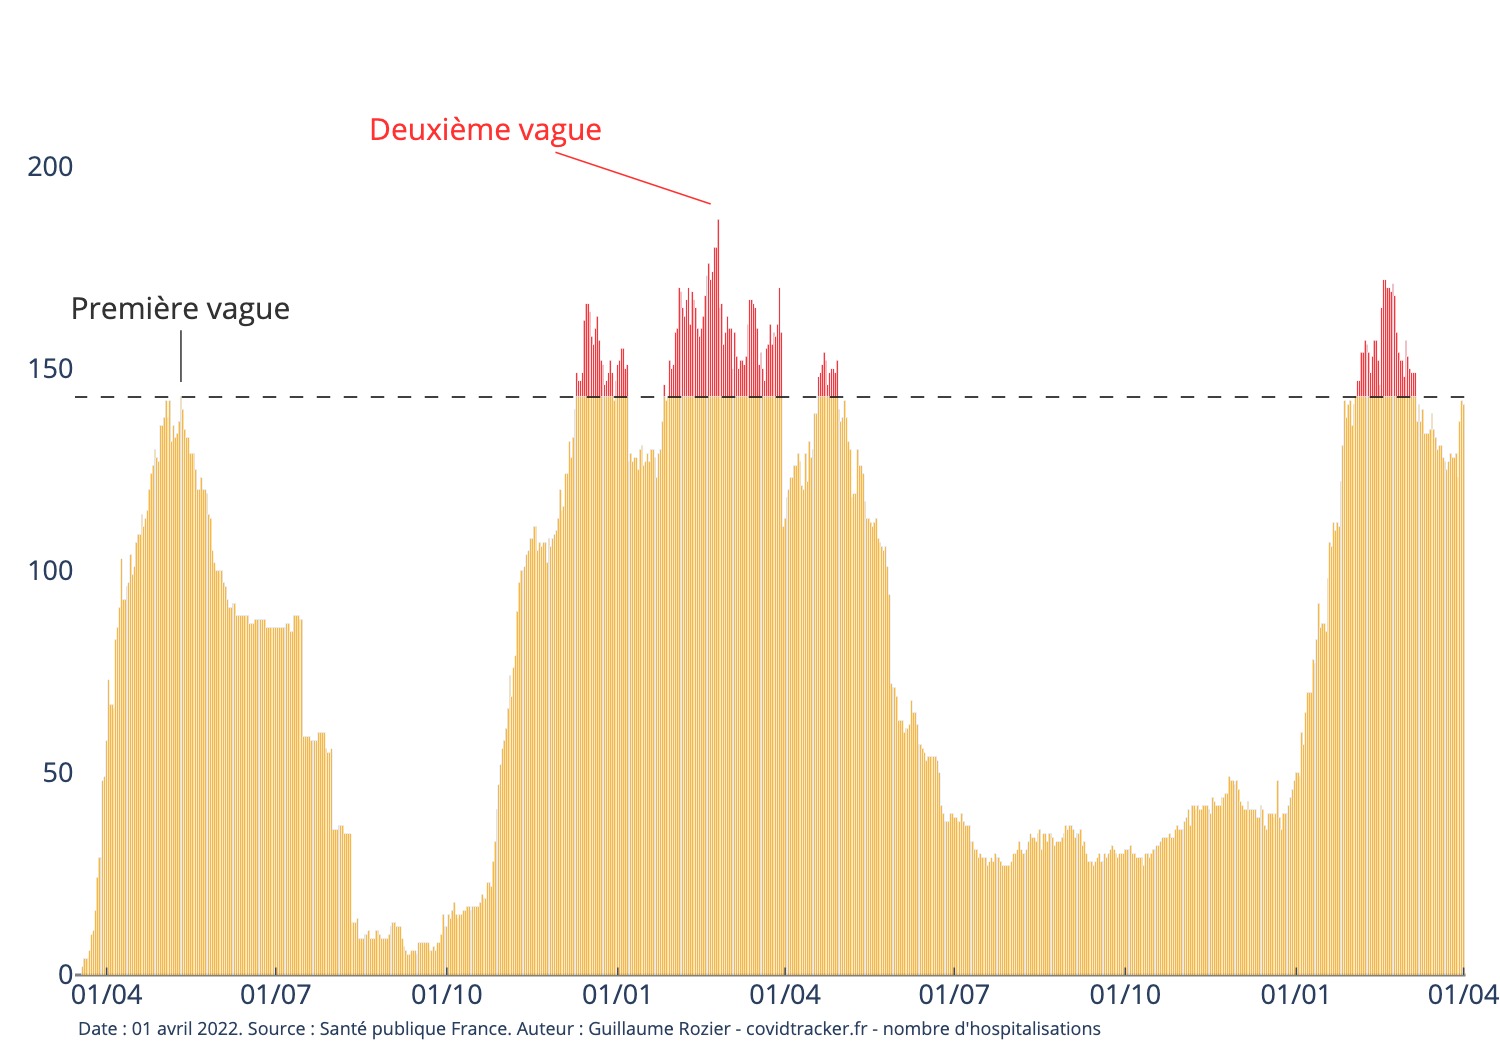 Deuxième vague
200
Première vague
150
100
50
0
01/04 01/07 01/10 01/01 01/04 01/07 01/10 01/01 01/04
Date : 01 avril 2022. Source : Santé publique France. Auteur : Guillaume Rozier - covidtracker.fr - nombre d'hospitalisations